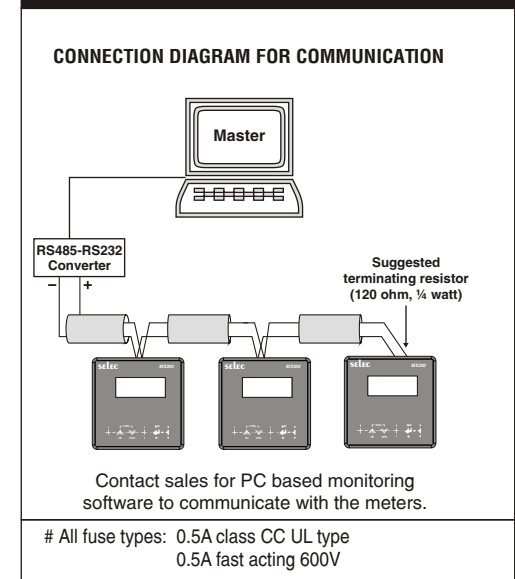 CONNECTION DIAGRAM FOR COMMUNICATION
Master
RS485-RS232
Converter
– +
Suggested
terminating resistor
(120 ohm, ¼ watt)
selec
selec
selec
Contact sales for PC based monitoring
software to communicate with the meters.
# All fuse types: 0.5A class CC UL type
0.5A fast acting 600V